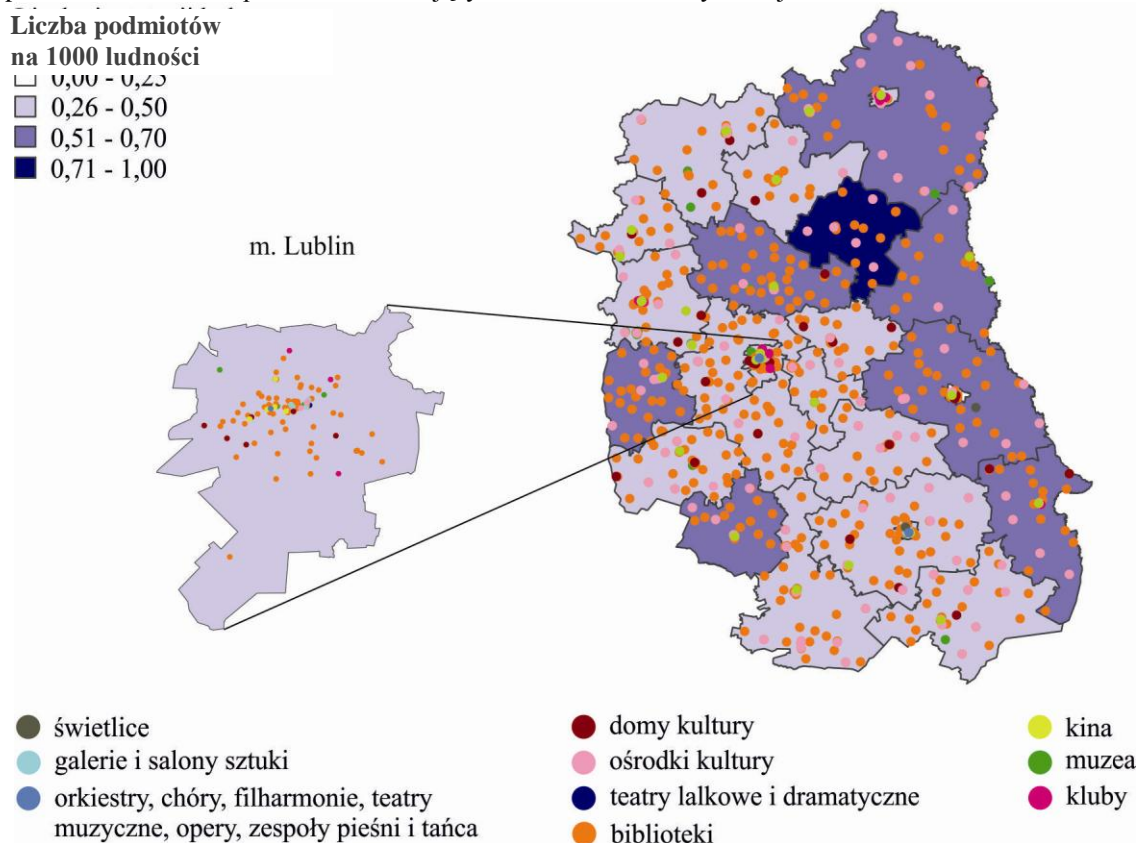 Liczba podmiotów
na 1000 ludności
0,00 - 0,25
0,26 - 0,50
0,51 - 0,70
0,71 - 1,00
m. Lublin
świetlice
galerie i salony sztuki
orkiestry, chóry, filharmonie, teatry
muzyczne, opery, zespoły pieśni i tańca
domy kultury
ośrodki kultury
teatry lalkowe i dramatyczne
biblioteki
kina
muzea
kluby